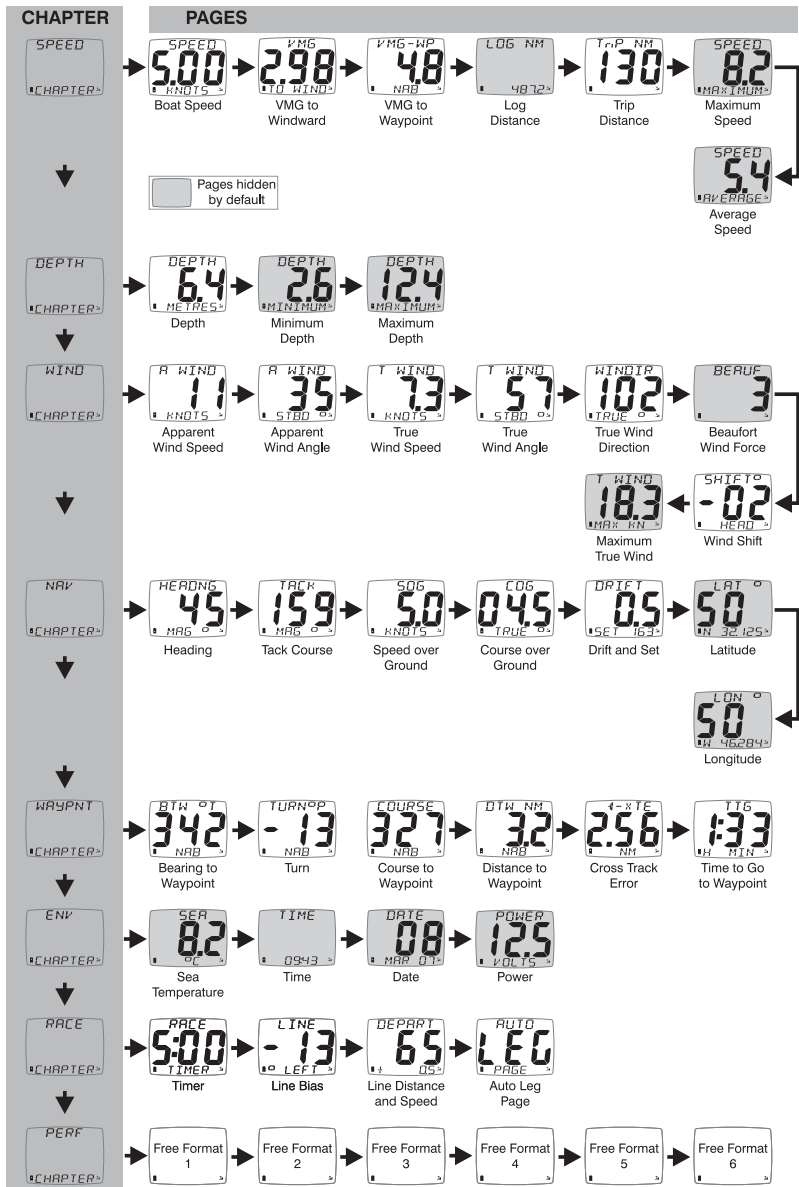 CHAPTER PAGES
SPEED
CHAPTER
SPEED
5.00
KNOTS
Boat Speed
VMG
2.98
TO WIND
VMG to
Windward
VMG-WP
4.8
NAB
VMG to
Waypoint
LOG NM
487.2
Log
Distance
TriP NM
130
Trip
Distance
SPEED
8.2
MAXIMUM
Maximum
Speed
SPEED
5.4
AVERAGE
Average
Speed
Pages hidden
by default
DEPTH
CHAPTER
DEPTH
6.4
METRES
Depth
DEPTH
2.6
MINIMUM
Minimum
Depth
DEPTH
12.4
MAXIMUM
Maximum
Depth
WIND
CHAPTER
A WIND
11
KNOTS
Apparent
Wind Speed
A WIND
35
STBD °
Apparent
Wind Angle
T WIND
7.3
KNOTS
True
Wind Speed
T WIND
57
STBD °
True
Wind Angle
WINDIR
102
TRUE °
True Wind
Direction
BEAUF
3
Beaufort
Wind Force
SHIFT°
-02
HEAD
Wind Shift
T WIND
18.3
MAX KN
Maximum
True Wind
NAV
CHAPTER
HEADNG
45
MAG °
Heading
TACK
159
MAG °
Tack Course
SOG
5.0
KNOTS
Speed over
Ground
COG
04.5
TRUE °
Course over
Ground
DRIFT
0.5
SET 163
Drift and Set
LAT °
50
N 32.125
Latitude
LON °
50
W 46.284
Longitude
WAYPNT
CHAPTER
BTW °T
342
NAB
Bearing to
Waypoint
TURN°P
-13
NAB
Turn
COURSE
327
NAB
Course to
Waypoint
DTW NM
3.2
NAB
Distance to
Waypoint
XTE
2.56
NM
Cross Track
Error
TTG
1:33
H MIN
Time to Go
to Waypoint
ENV
CHAPTER
SEA
8.2
°C
Sea
Temperature
TIME
0943
Time
DATE
08
MAR 07
Date
POWER
12.5
VOLTS
Power
RACE
CHAPTER
RACE
5:00
TIMER
Timer
LINE
-13
° LEFT
Line Bias
DEPART
65
0.5
Line Distance
and Speed
AUTO
LEG
PAGE
Auto Leg
Page
PERF
CHAPTER
Free Format
1
Free Format
2
Free Format
3
Free Format
4
Free Format
5
Free Format
6